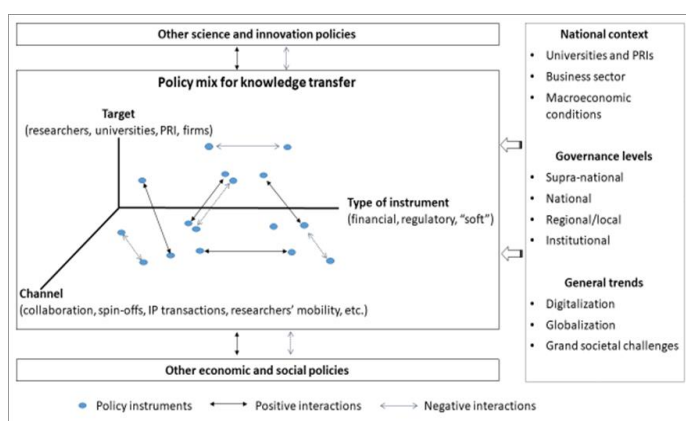 Other science and innovation policies
Policy mix for knowledge transfer
Target
(researchers, universities, PRI, firms)
Type of instrument
(financial, regulatory, “soft”)
Channel
(collaboration, spin-offs, IP transactions, researchers’ mobility, etc.)
Other economic and social policies
National context
• Universities and PRIs
• Business sector
• Macroeconomic
conditions
Governance levels
• Supra-national
• National
• Regional/local
• Institutional
General trends
• Digitalization
• Globalization
• Grand societal challenges
Policy instruments
Positive interactions
Negative interactions